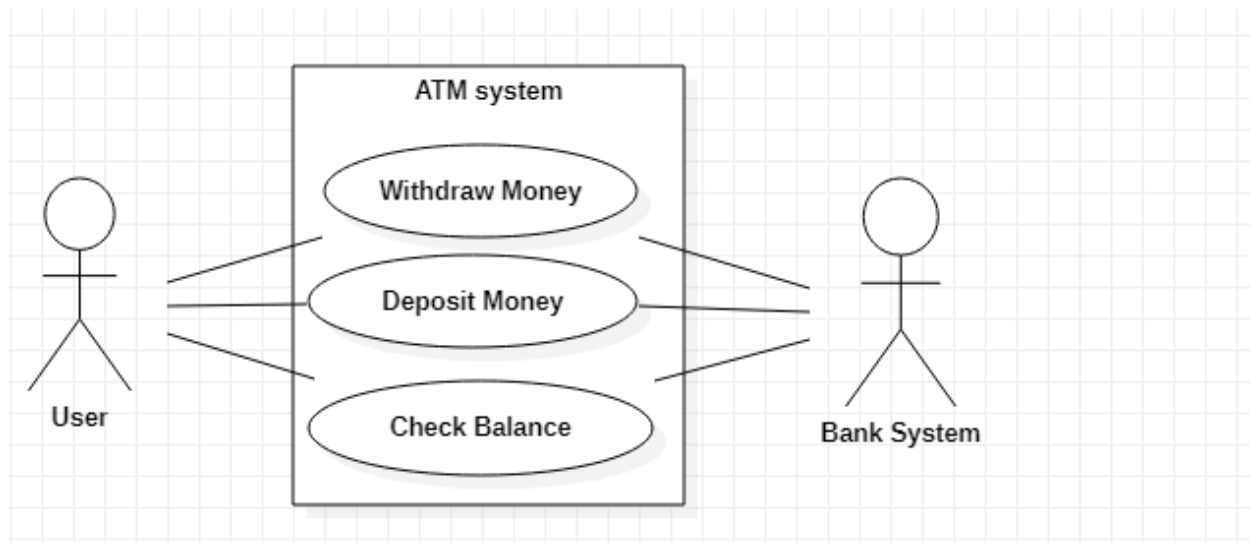 ATM system
Withdraw Money
Deposit Money
Check Balance
User
Bank System